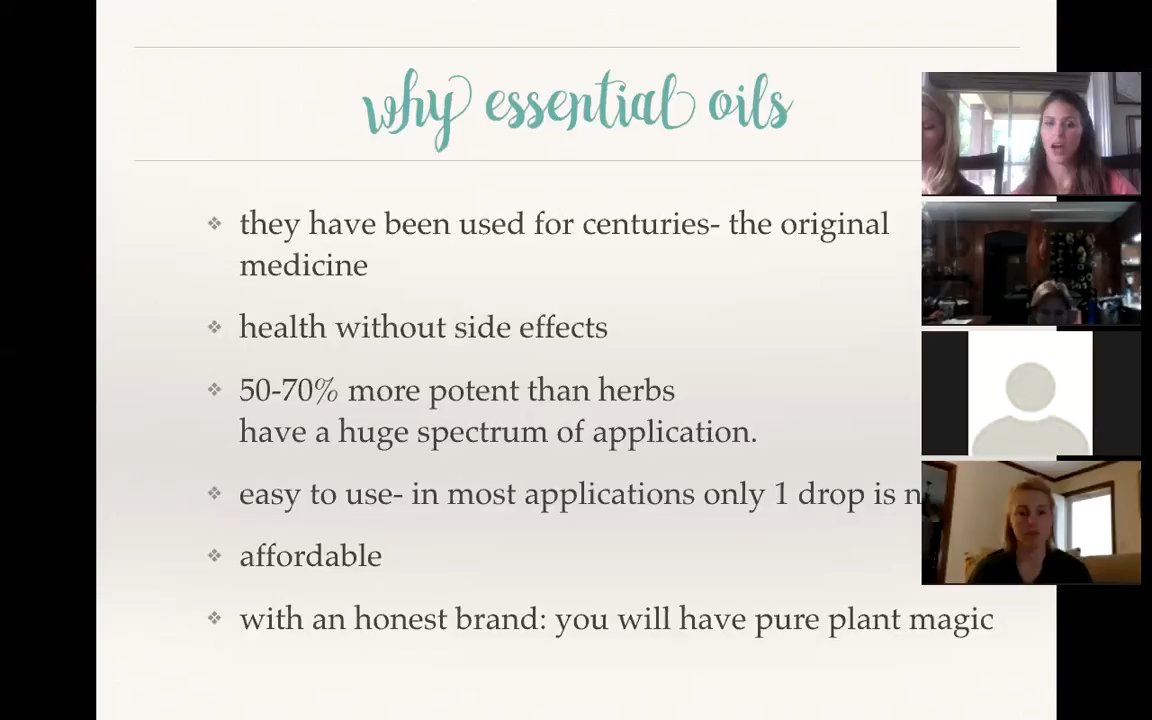 why essential oils
they have been used for centuries- the original
medicine
health without side effects
50-70% more potent than herbs
have a huge spectrum of application.
easy to use- in most applications only 1 drop is
affordable
with an honest brand: you will have pure plant magic